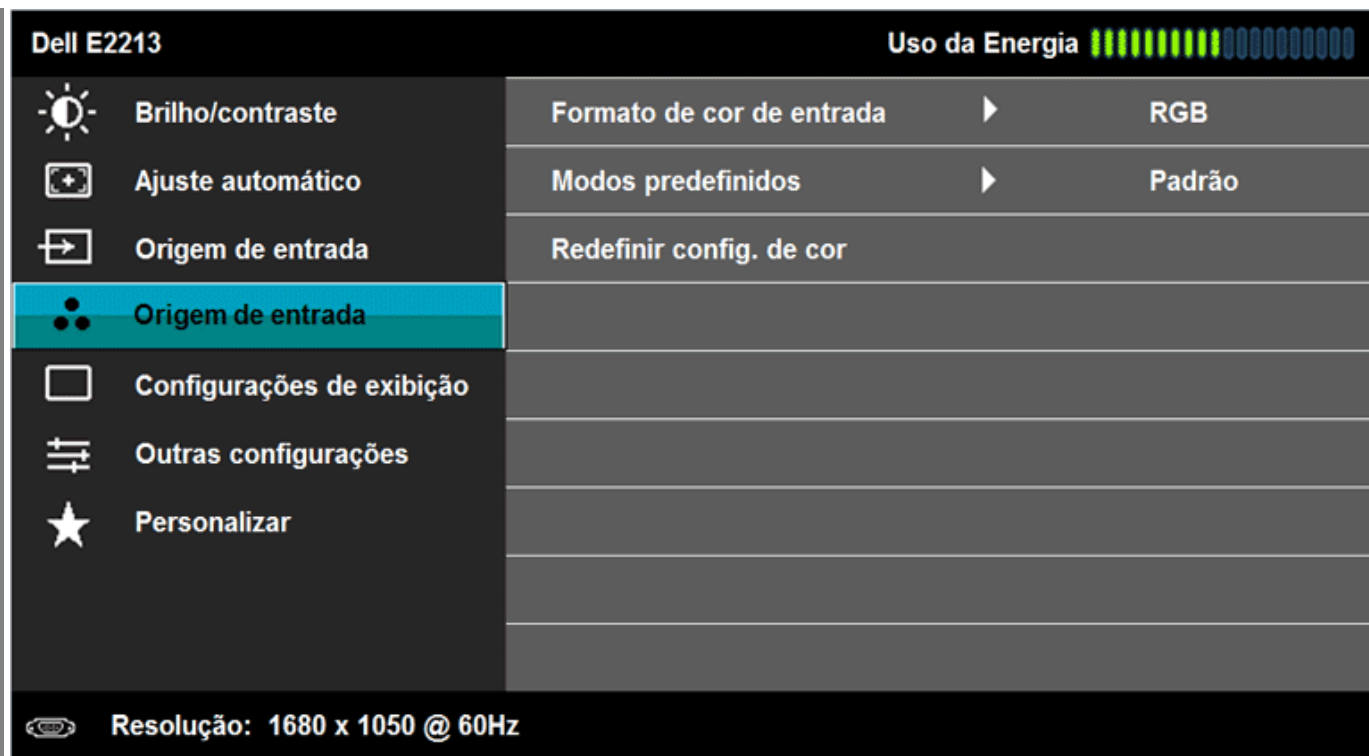 Dell E2213 Uso da Energia
Brilho/contraste Formato de cor de entrada RGB
Ajuste automático Modos predefinidos Padrão
Origem de entrada Redefinir config. de cor
Origem de entrada
Configurações de exibição
Outras configurações
Personalizar
Resolução: 1680 x 1050 @ 60Hz